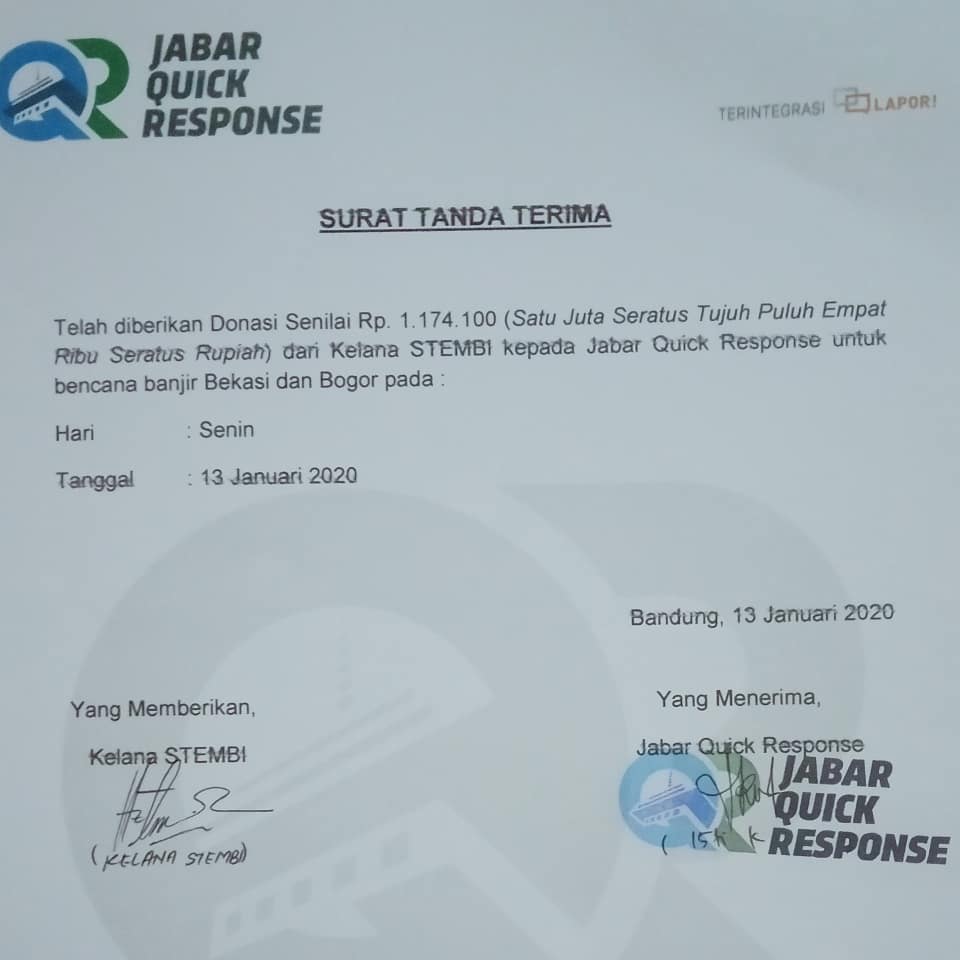 JABAR
QUICK
RESPONSE
TERINTEGRASI LAPOR!
SURAT TANDA TERIMA
Telah diberikan Donasi Senilai Rp. 1.174.100 (Satu Juta Seratus Tujuh Puluh Empat
Ribu Seratus Rupiah) dari Kelana STEMBI kepada Jabar Quick Response untuk
bencana banjir Bekasi dan Bogor pada :
Hari : Senin
Tanggal : 13 Januari 2020
Bandung, 13 Januari 2020
Yang Memberikan,
Yang Menerima,
Kelana STEMBI
Jabar Quick Response
(KELANA STEMBI)
JABAR
QUICK
RESPONSE